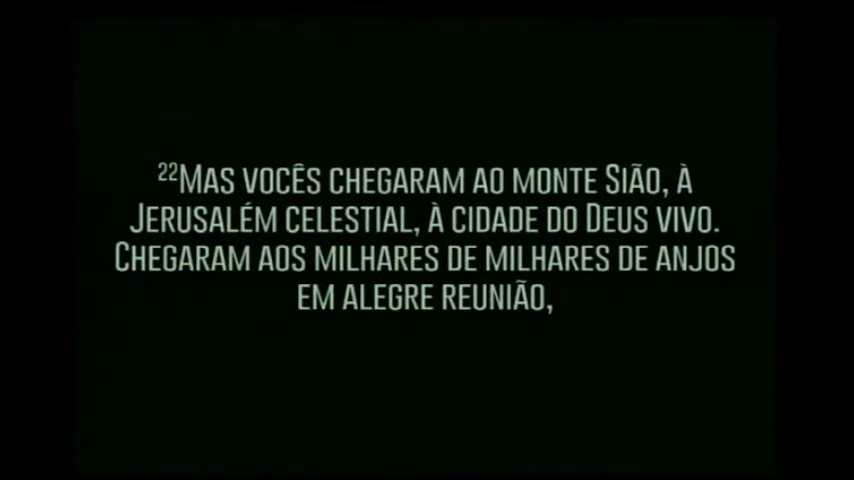 ²²Mas vocês chegaram ao monte Sião, à
Jerusalém celestial, à cidade do Deus vivo.
Chegaram aos milhares de milhares de anjos
em alegre reunião,